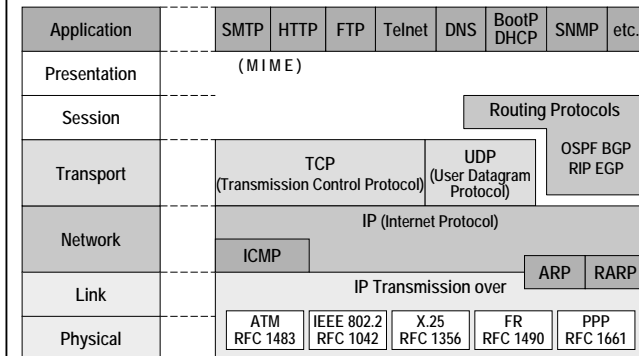 Application
SMTP HTTP FTP Telnet DNS BootP DHCP SNMP etc.
Presentation
(MIME)
Session
Routing Protocols
OSPF BGP
RIP EGP
Transport
TCP
(Transmission Control Protocol)
UDP
(User Datagram
Protocol)
Network
IP (Internet Protocol)
ICMP
ARP RARP
Link
IP Transmission over
Physical
ATM
RFC 1483
IEEE 802.2
RFC 1042
X.25
RFC 1356
FR
RFC 1490
PPP
RFC 1661